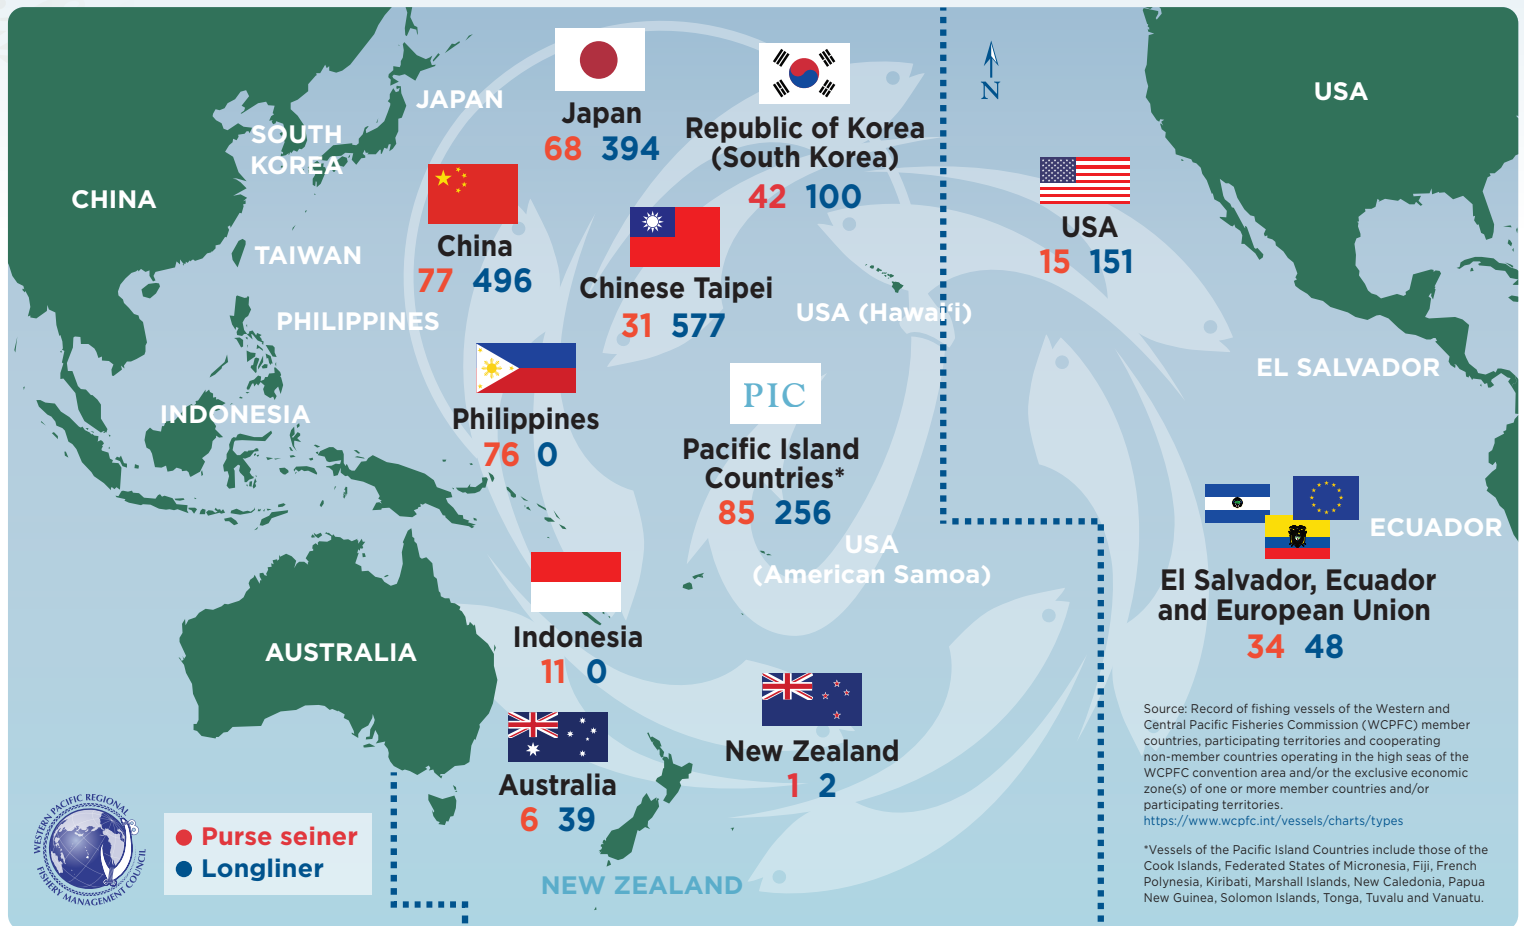 JAPAN
SOUTH
KOREA
CHINA
TAIWAN
PHILIPPINES
INDONESIA
AUSTRALIA
NEW ZEALAND
USA (Hawai‘i)
USA
(American Samoa)
USA
EL SALVADOR
ECUADOR
N
Japan
68 394
Republic of Korea
(South Korea)
42 100
China
77 496
Chinese Taipei
31 577
USA
15 151
Philippines
76 0
PIC
Pacific Island
Countries*
85 256
Indonesia
11 0
El Salvador, Ecuador
and European Union
34 48
New Zealand
1 2
Australia
6 39
WESTERN PACIFIC REGIONAL
FISHERY MANAGEMENT COUNCIL
Purse seiner
Longliner
Source: Record of fishing vessels of the Western and
Central Pacific Fisheries Commission (WCPFC) member
countries, participating territories and cooperating
non-member countries operating in the high seas of the
WCPFC convention area and/or the exclusive economic
zone(s) of one or more member countries and/or
participating territories.
https://www.wcpfc.int/vessels/charts/types
*Vessels of the Pacific Island Countries include those of the
Cook Islands, Federated States of Micronesia, Fiji, French
Polynesia, Kiribati, Marshall Islands, New Caledonia, Papua
New Guinea, Solomon Islands, Tonga, Tuvalu and Vanuatu.